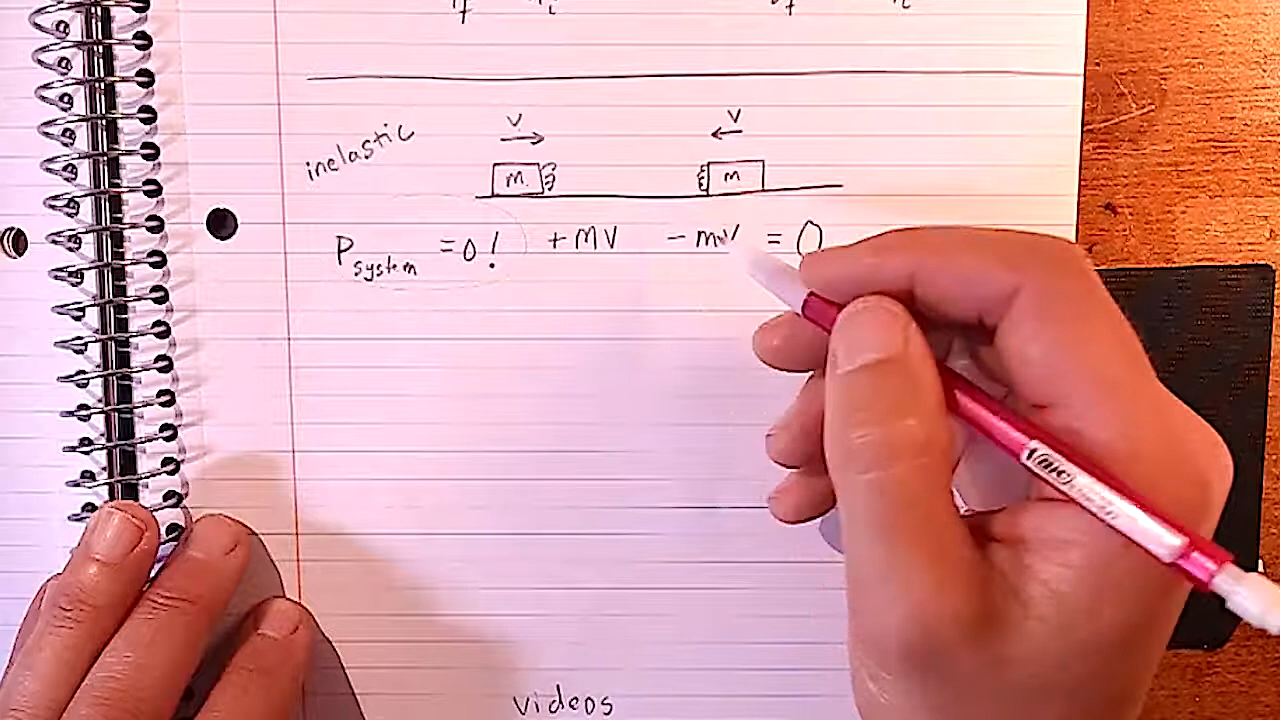 v v
inelastic
m m
P system = 0! + mv - mv = 0
BIC
videos